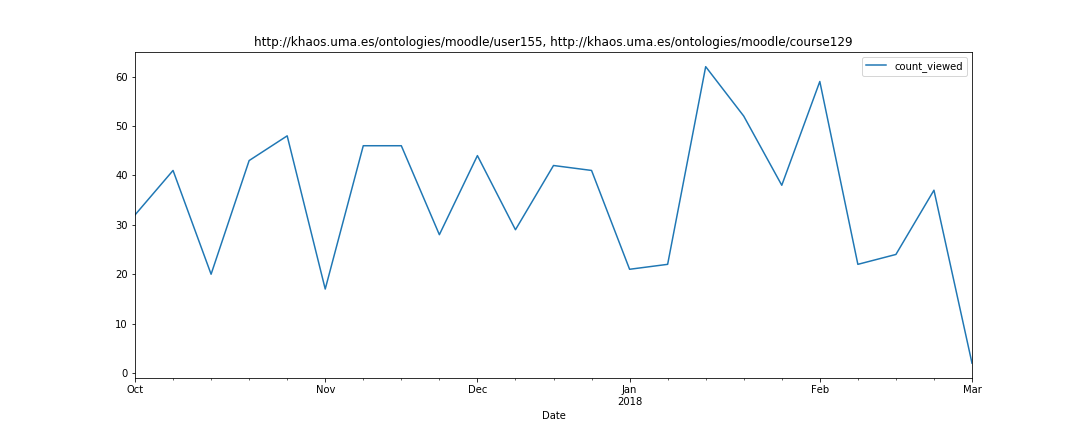 http://khaos.uma.es/ontologies/moodle/user155, http://khaos.uma.es/ontologies/moodle/course129
count_viewed
60
50
40
30
20
10
0
Oct Nov Dec Jan Feb Mar
2018
Date